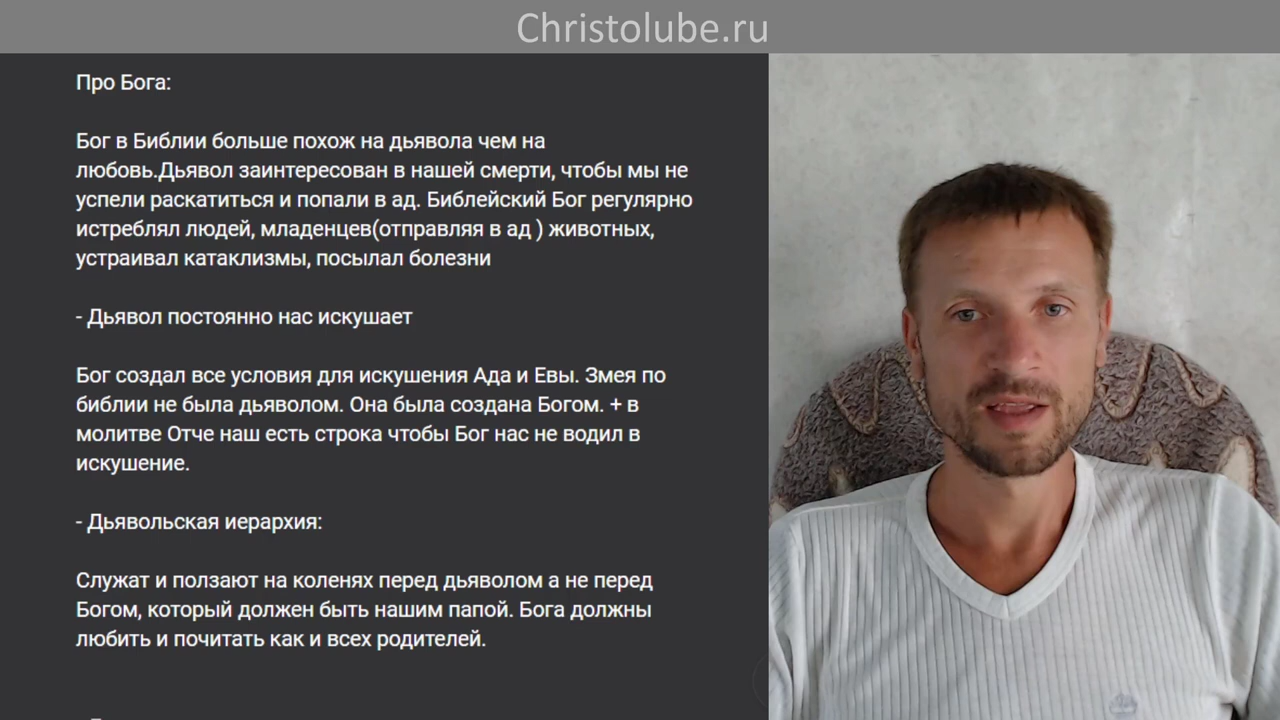 Christolube.ru
Про Бога:
Бог в Библии больше похож на дьявола чем на
любовь.Дьявол заинтересован в нашей смерти, чтобы мы не
успели раскатиться и попали в ад. Библейский Бог регулярно
истреблял людей, младенцев(отправляя в ад ) животных,
устраивал катаклизмы, посылал болезни
- Дьявол постоянно нас искушает
Бог создал все условия для искушения Ада и Евы. Змея по
библии не была дьяволом. Она была создана Богом. + в
молитве Отче наш есть строка чтобы Бог нас не водил в
искушение.
- Дьявольская иерархия:
Служат и ползают на коленях перед дьяволом а не перед
Богом, который должен быть нашим папой. Бога должны
любить и почитать как и всех родителей.